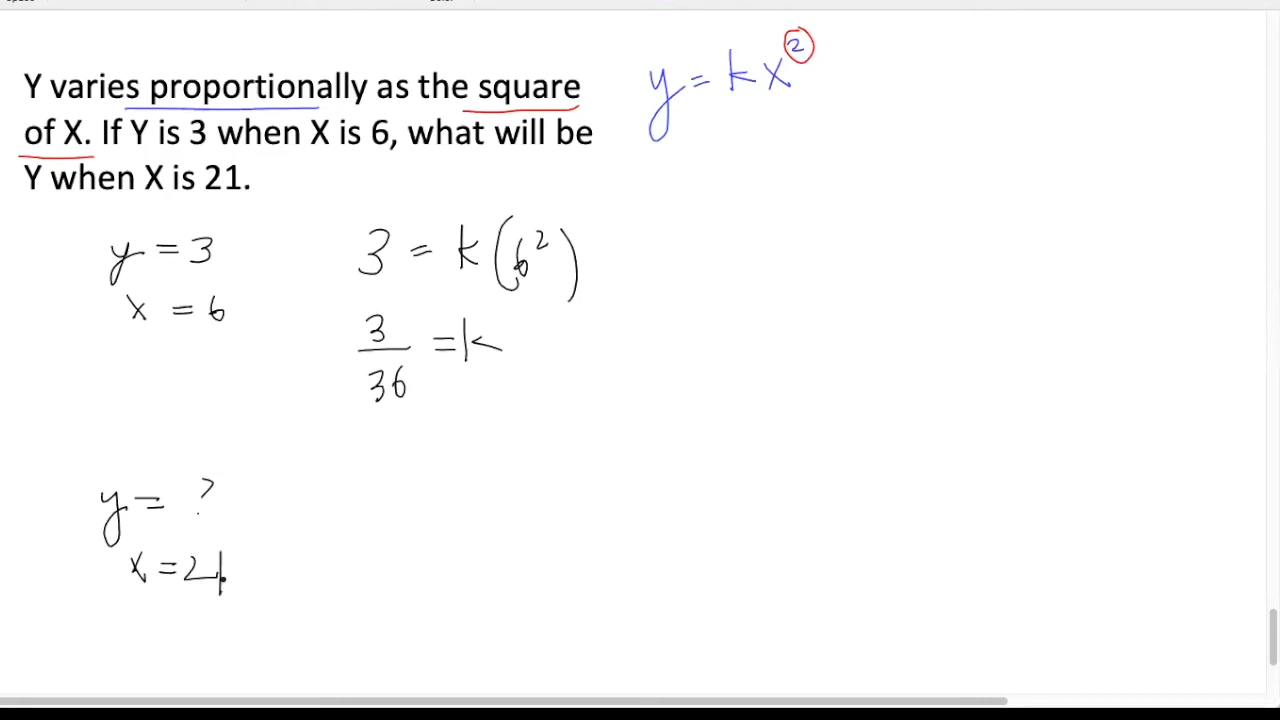 Y varies proportionally as the square
of X. If Y is 3 when X is 6, what will be
Y when X is 21.
y = kx²
y = 3
x = 6
3 = k(6²)
3/36 = k
y = ?
x = 21